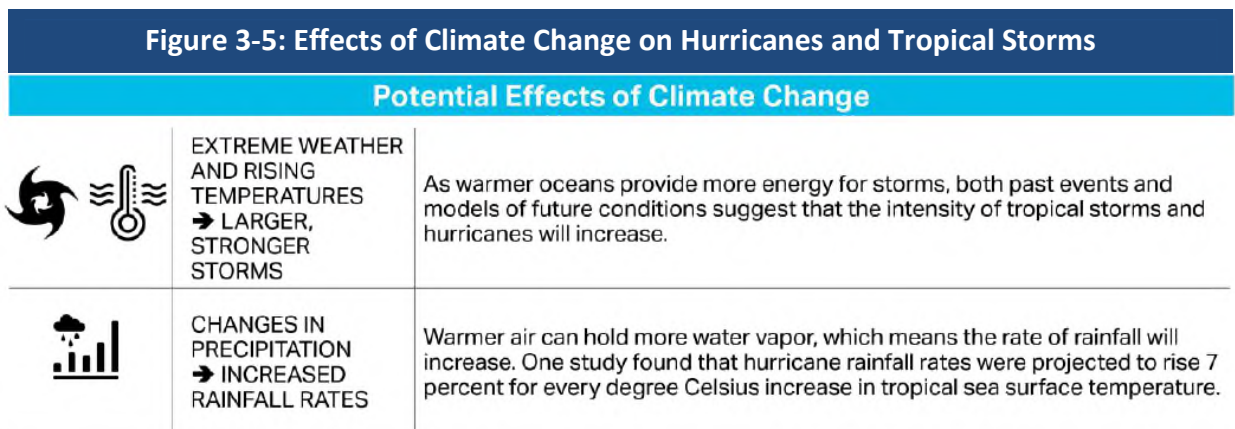 Figure 3-5: Effects of Climate Change on Hurricanes and Tropical Storms
Potential Effects of Climate Change
EXTREME WEATHER
AND RISING
TEMPERATURES
➔ LARGER,
STRONGER
STORMS
As warmer oceans provide more energy for storms, both past events and
models of future conditions suggest that the intensity of tropical storms and
hurricanes will increase.
CHANGES IN
PRECIPITATION
➔ INCREASED
RAINFALL RATES
Warmer air can hold more water vapor, which means the rate of rainfall will
increase. One study found that hurricane rainfall rates were projected to rise 7
percent for every degree Celsius increase in tropical sea surface temperature.